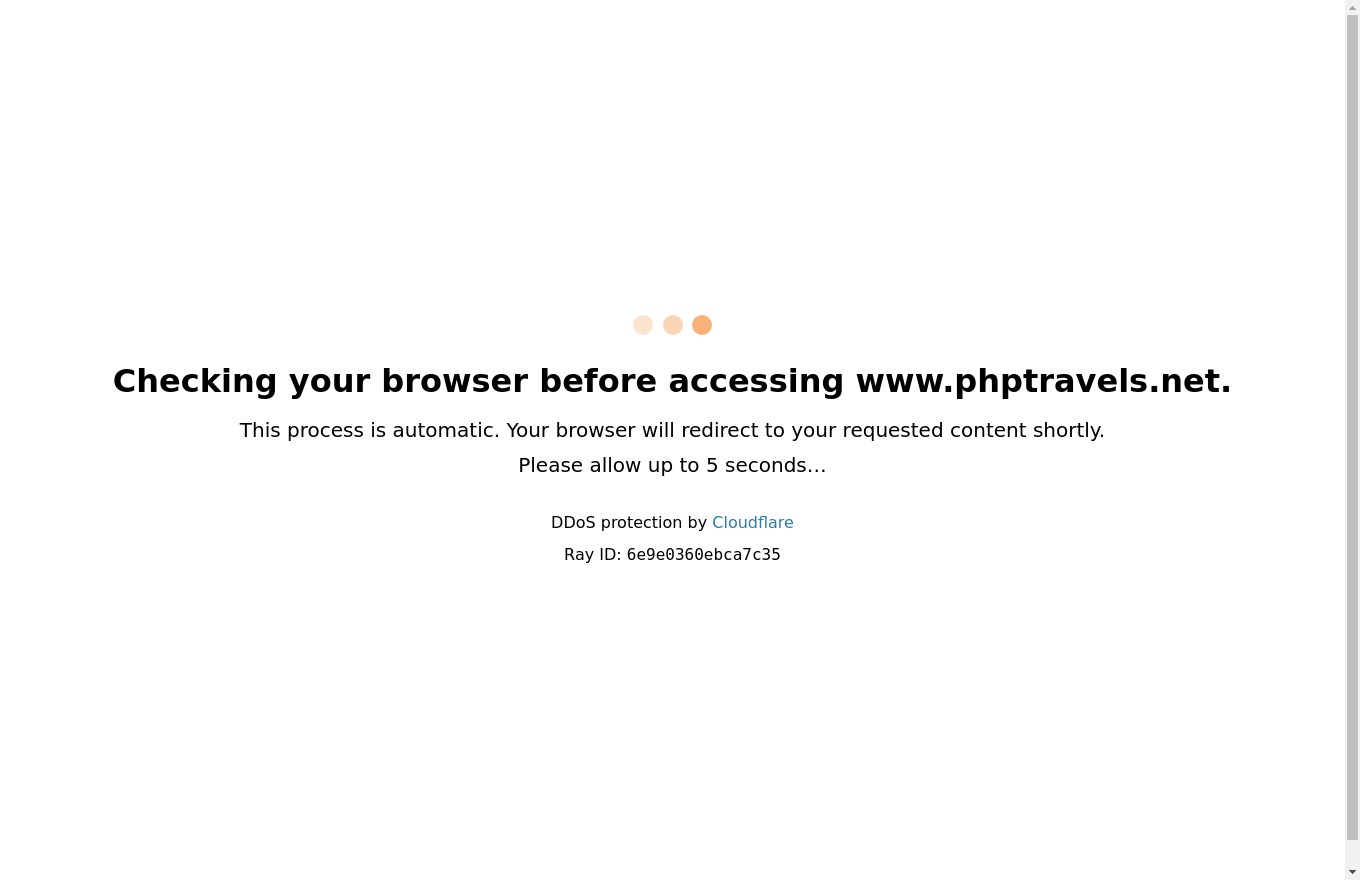 Checking your browser before accessing www.phptravels.net.
This process is automatic. Your browser will redirect to your requested content shortly.
Please allow up to 5 seconds…
DDoS protection by Cloudflare
Ray ID: 6e9e0360ebca7c35